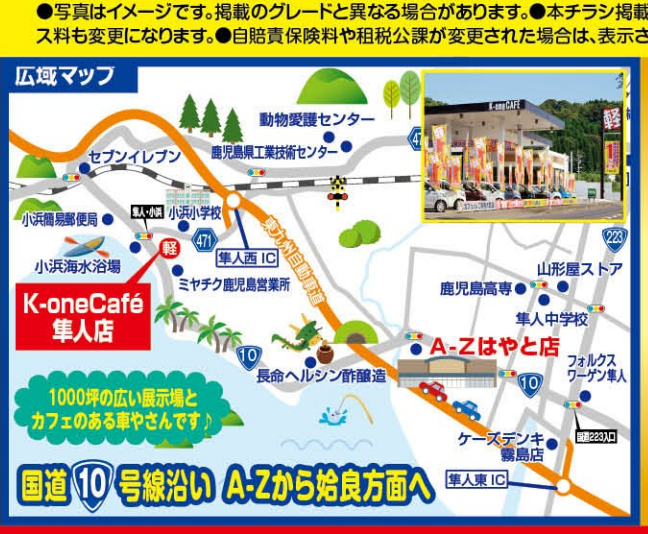 ●写真はイメージです。掲載のグレードと異なる場合があります。●本チラシ掲載
ス料も変更になります。●自賠責保険料や租税公課が変更された場合は、表示さ
広域マップ
K-oneCAFÉ
軽
動物愛護センター
鹿児島県工業技術センター
セブンイレブン
小浜簡易郵便局
隼人・小浜
小浜小学校
471
隼人西 IC
東九州自動車道
小浜海水浴場
軽
ミヤチク鹿児島営業所
K-oneCafé
隼人店
223
山形屋ストア
鹿児島高専
隼人中学校
A-Zはやと店
10
長命ヘルシン酢醸造
10
フォルクス
ワーゲン隼人
国道223入口
ケーズデンキ
霧島店
隼人東 IC
1000坪の広い展示場と
カフェのある車やさんです♪
国道10号線沿い A-Zから姶良方面へ